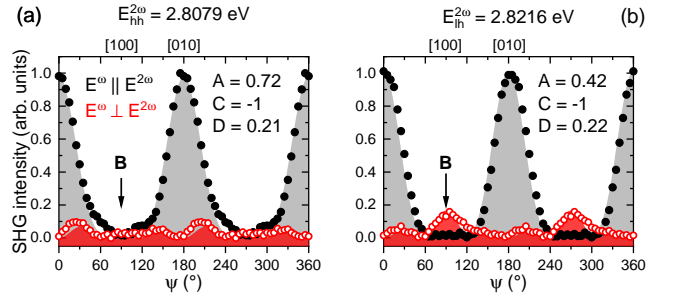 (a)
E_hh^2ω = 2.8079 eV
[100] [010]
SHG intensity (arb. units)
1.0
0.8
0.6
0.4
0.2
0.0
E^ω || E^2ω
E^ω ⊥ E^2ω
A = 0.72
C = -1
D = 0.21
B
0 60 120 180 240 300 360
ψ (°)
E_lh^2ω = 2.8216 eV
(b)
[100] [010]
A = 0.42
C = -1
D = 0.22
B
0 60 120 180 240 300 360
ψ (°)